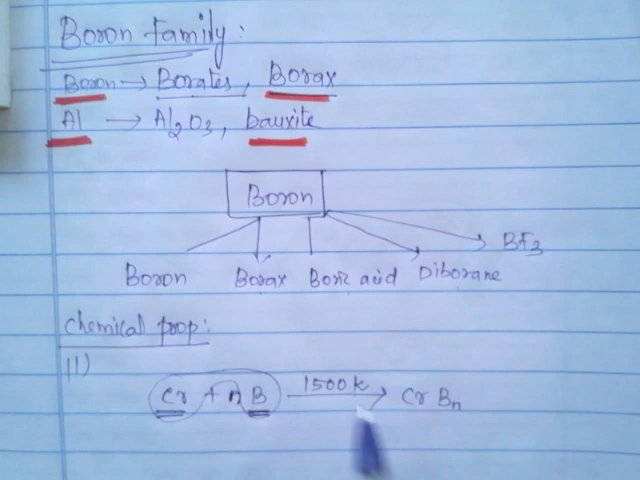 Boron Family:
Boron → Borates, Borax
Al → Al2O3, bauxite
Boron
Boron Borax Boric acid Diborane BF3
Chemical prop:
(1)
Cr + nB 1500K → CrBn